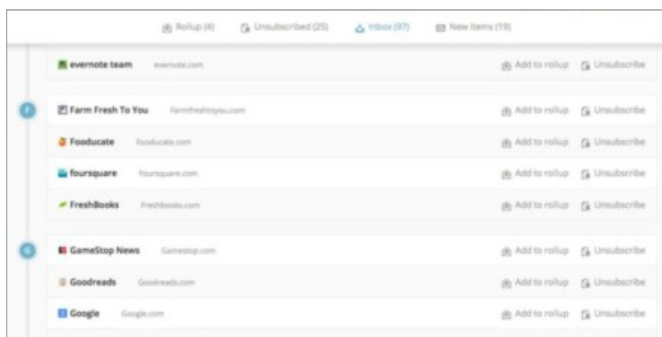 Rollup (4) Unsubscribed (25) Inbox (97) New Items (19)
evernote team evernote.com Add to rollup Unsubscribe
F
Farm Fresh To You Farmfreshtoyou.com Add to rollup Unsubscribe
Fooducate Fooducate.com Add to rollup Unsubscribe
foursquare foursquare.com Add to rollup Unsubscribe
FreshBooks Freshbooks.com Add to rollup Unsubscribe
G
GameStop News Gamestop.com Add to rollup Unsubscribe
Goodreads Goodreads.com Add to rollup Unsubscribe
Google Google.com Add to rollup Unsubscribe